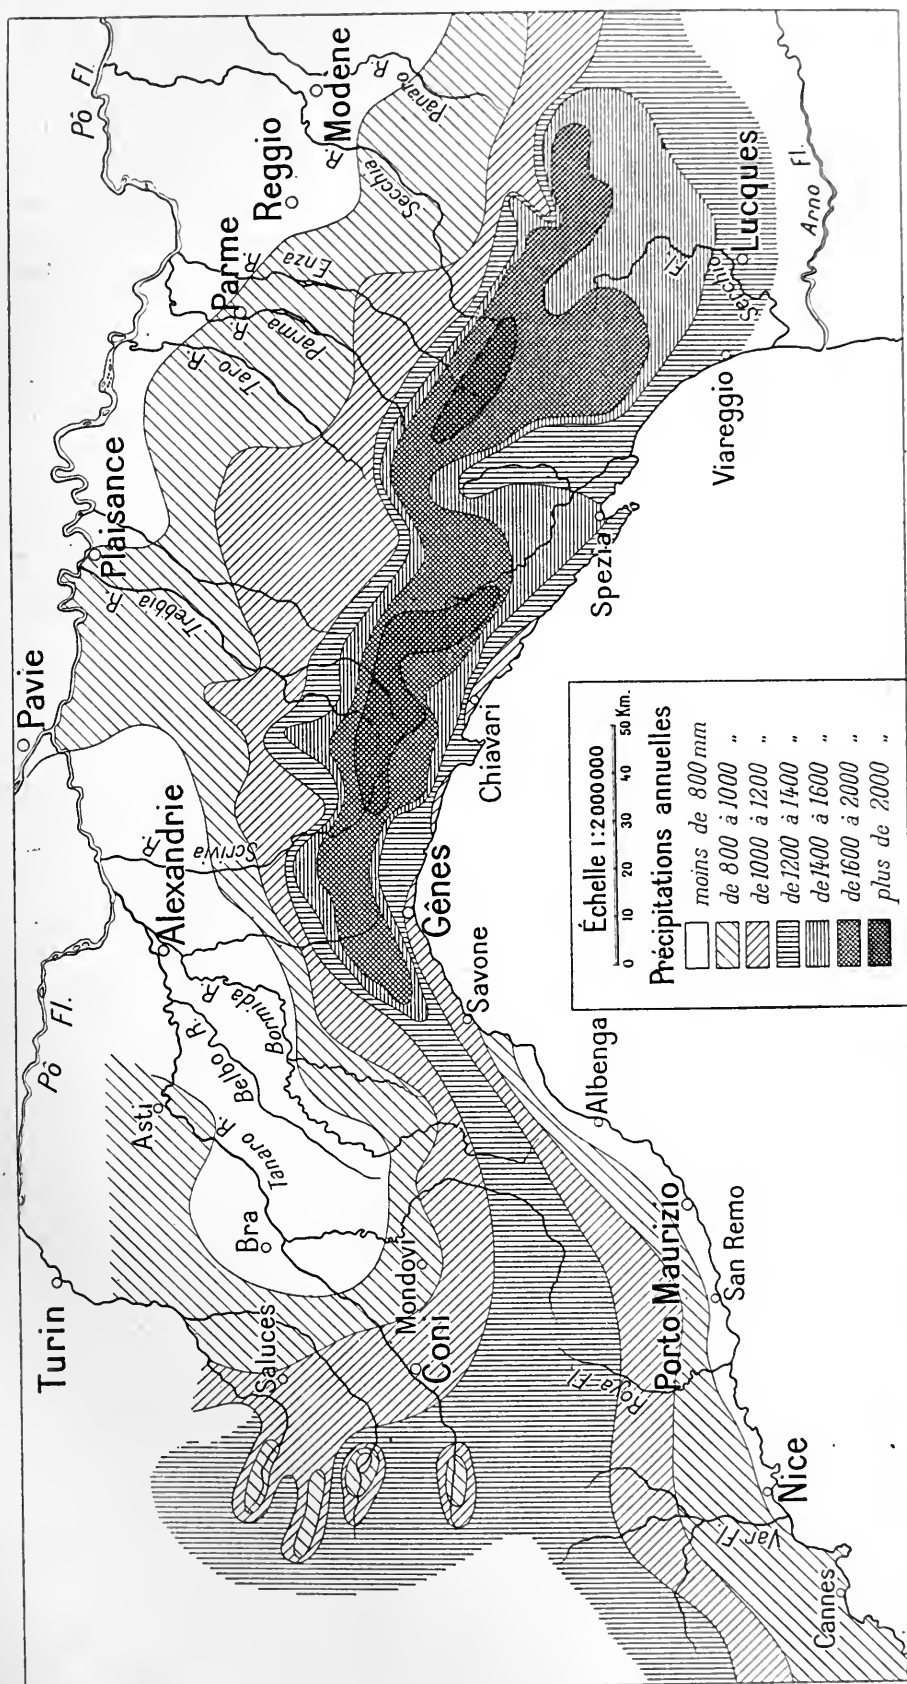 Pô Fl.
R. Panaro
Modène
R. Secchia
Reggio
R. Enza
Parme
R. Parma
R. Taro
Plaisance
R. Trebbia
Pavie
R. Scrivia
Alexandrie
R. Bormida
Belbo R.
Tanaro R.
Pô Fl.
Asti
Bra
Turin
Saluces
Mondovi
Coni
Arno Fl.
Lucques
Serchio Fl.
Viareggio
Spezia
Chiavari
Gênes
Savone
Albenga
Porto Maurizio
San Remo
Roya Fl.
Nice
Var Fl.
Cannes
Échelle 1:2 000 000
0 10 20 30 40 50 Km.
Précipitations annuelles
moins de 800 mm
de 800 à 1000 "
de 1000 à 1200 "
de 1200 à 1400 "
de 1400 à 1600 "
de 1600 à 2000 "
plus de 2000 "